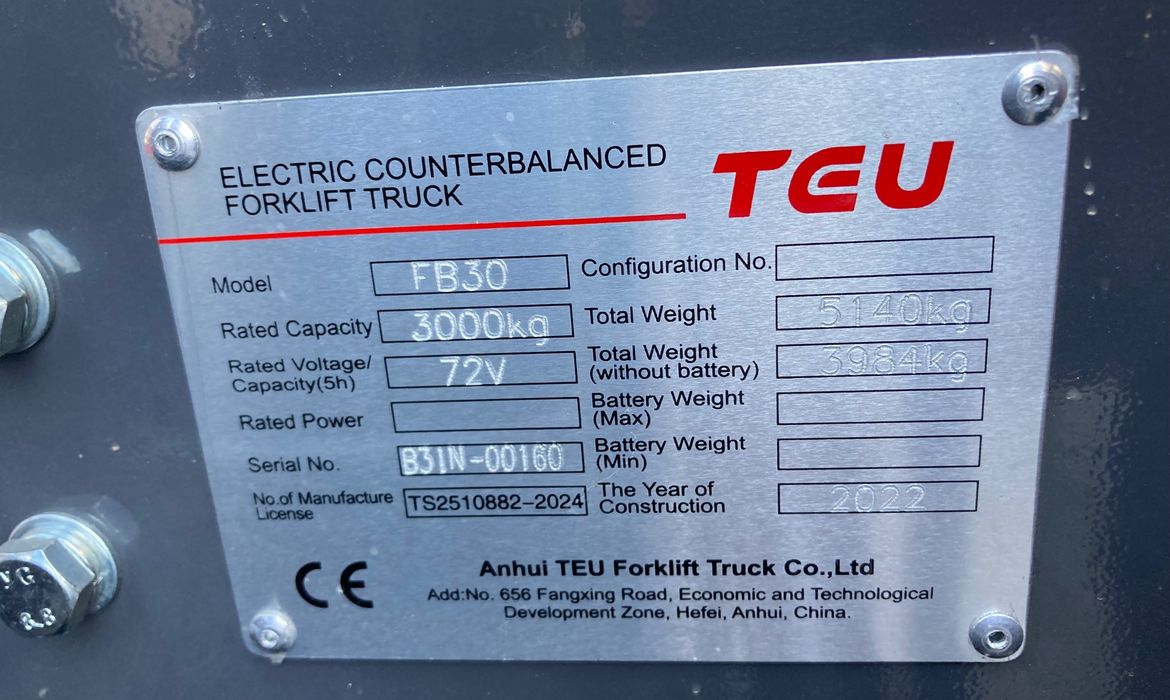 ELECTRIC COUNTERBALANCED
FORKLIFT TRUCK
TEU
Model FB30 Configuration No.
Rated Capacity 3000kg Total Weight 5140kg
Rated Voltage/
Capacity(5h) 72V Total Weight
(without battery) 3984kg
Rated Power Battery Weight
(Max)
Serial No. B31N-00160 Battery Weight
(Min)
No.of Manufacture
License TS2510882-2024 The Year of
Construction 2022
CE
Anhui TEU Forklift Truck Co.,Ltd
Add:No. 656 Fangxing Road, Economic and Technological
Development Zone, Hefei, Anhui, China.
8.8